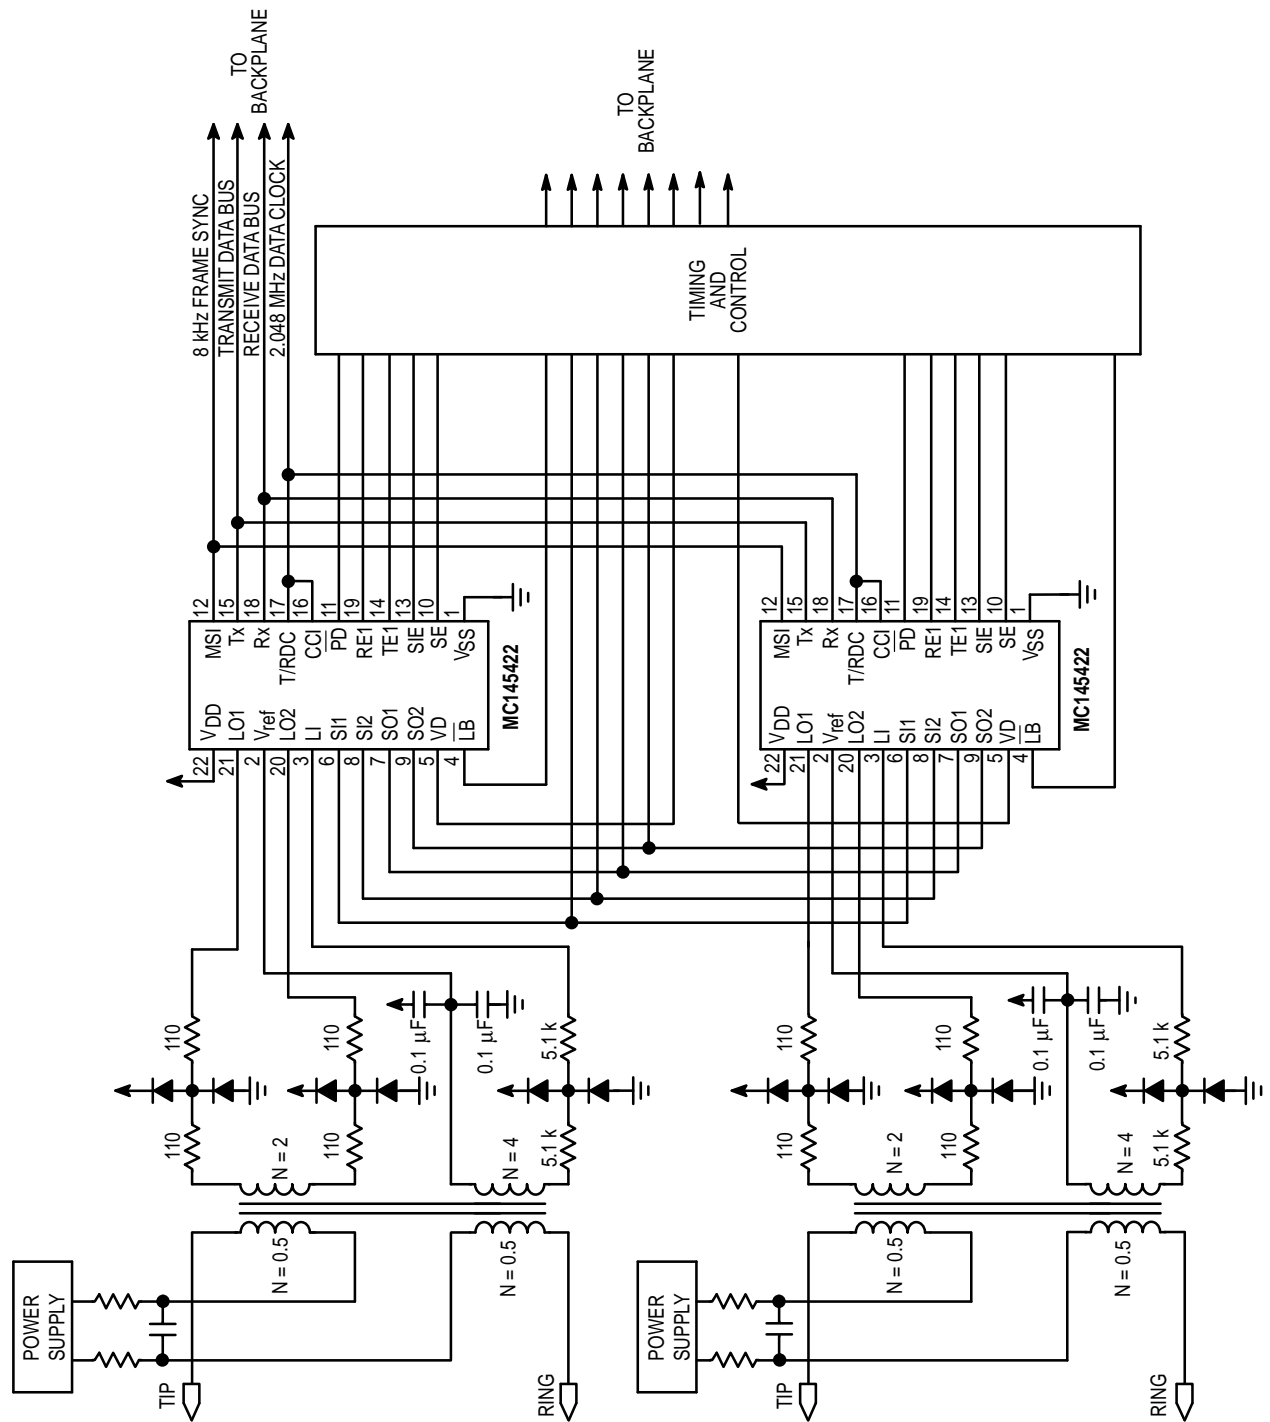 TO
BACKPLANE
8 kHz FRAME SYNC
TRANSMIT DATA BUS
RECEIVE DATA BUS
2.048 MHz DATA CLOCK
TO
BACKPLANE
TIMING
AND
CONTROL
12
15
18
17
16
11
19
14
13
10
1
MSI
Tx
Rx
T/RDC
CCI
PD
RE1
TE1
SIE
SE
VSS
MC145422
VDD
LO1
Vref
LO2
LI
SI1
SI2
SO1
SO2
VD
LB
22
21
2
20
3
6
8
7
9
5
4
12
15
18
17
16
11
19
14
13
10
1
MSI
Tx
Rx
T/RDC
CCI
PD
RE1
TE1
SIE
SE
VSS
MC145422
VDD
LO1
Vref
LO2
LI
SI1
SI2
SO1
SO2
VD
LB
22
21
2
20
3
6
8
7
9
5
4
110
110
0.1 µF
0.1 µF
5.1 k
110
N = 2
110
N = 4
5.1 k
N = 0.5
N = 0.5
POWER
SUPPLY
TIP
RING
110
110
0.1 µF
0.1 µF
5.1 k
110
N = 2
110
N = 4
5.1 k
N = 0.5
N = 0.5
POWER
SUPPLY
TIP
RING